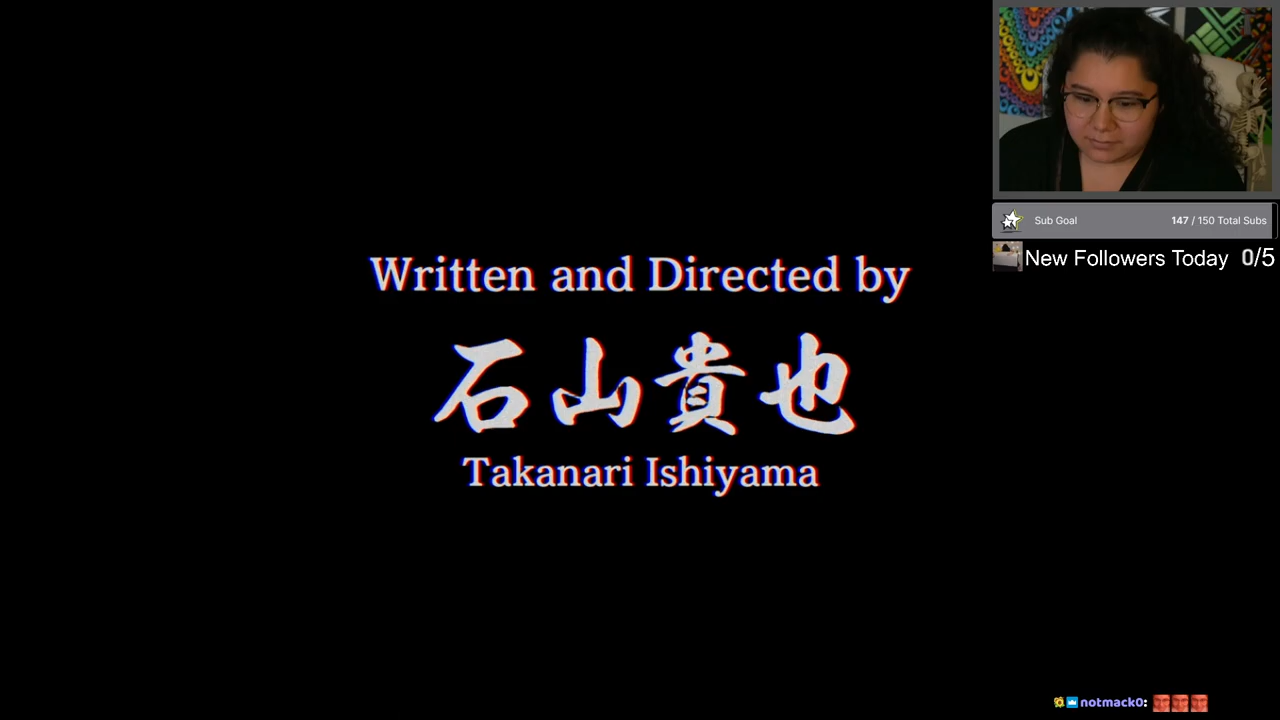 Written and Directed by
石山貴也
Takanari Ishiyama
Sub Goal 147 / 150 Total Subs
New Followers Today 0/5
notmack0: